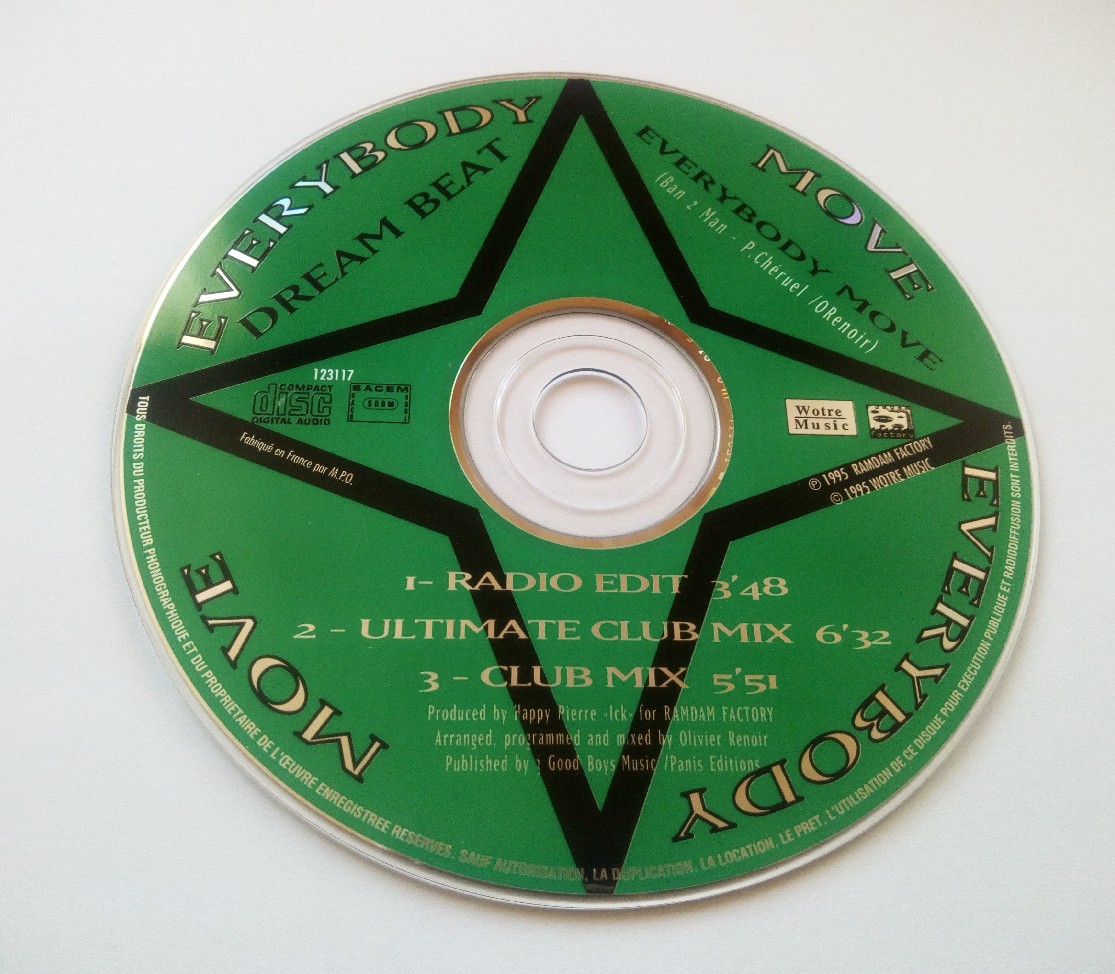 EVERYBODY
MOVE
DREAM BEAT
EVERYBODY MOVE
(Ban 2 Man - P.Chéruel /ORenoir)
123117
COMPACT
disc
DIGITAL AUDIO
SACEM
Wotre
Music
factory
Fabriqué en France par M.P.O.
℗ 1995 RAMDAM FACTORY
© 1995 WOTRE MUSIC
1- RADIO EDIT 3'48
2 - ULTIMATE CLUB MIX 6'32
3 - CLUB MIX 5'51
Produced by Happy Pierre -Ick- for RAMDAM FACTORY
Arranged, programmed and mixed by Olivier Renoir
Published by 2 Good Boys Music /Panis Editions
EVERYBODY
MOVE
TOUS DROITS DU PRODUCTEUR PHONOGRAPHIQUE ET DU PROPRIETAIRE DE L'ŒUVRE ENREGISTREE RESERVES. SAUF AUTORISATION, LA DUPLICATION, LA LOCATION, LE PRET, L'UTILISATION DE CE DISQUE POUR EXECUTION PUBLIQUE ET RADIODIFFUSION SONT INTERDITS.